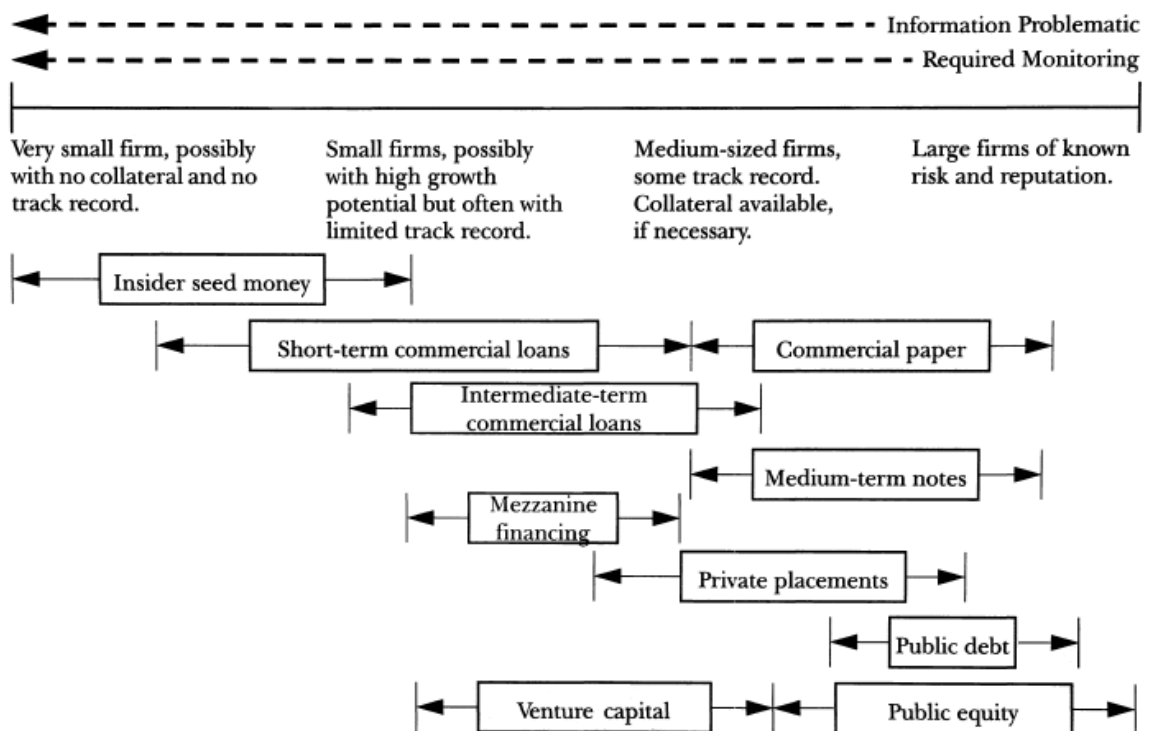 Information Problematic
Required Monitoring
Very small firm, possibly
with no collateral and no
track record.
Small firms, possibly
with high growth
potential but often with
limited track record.
Medium-sized firms,
some track record.
Collateral available,
if necessary.
Large firms of known
risk and reputation.
Insider seed money
Short-term commercial loans
Commercial paper
Intermediate-term
commercial loans
Medium-term notes
Mezzanine
financing
Private placements
Public debt
Venture capital
Public equity